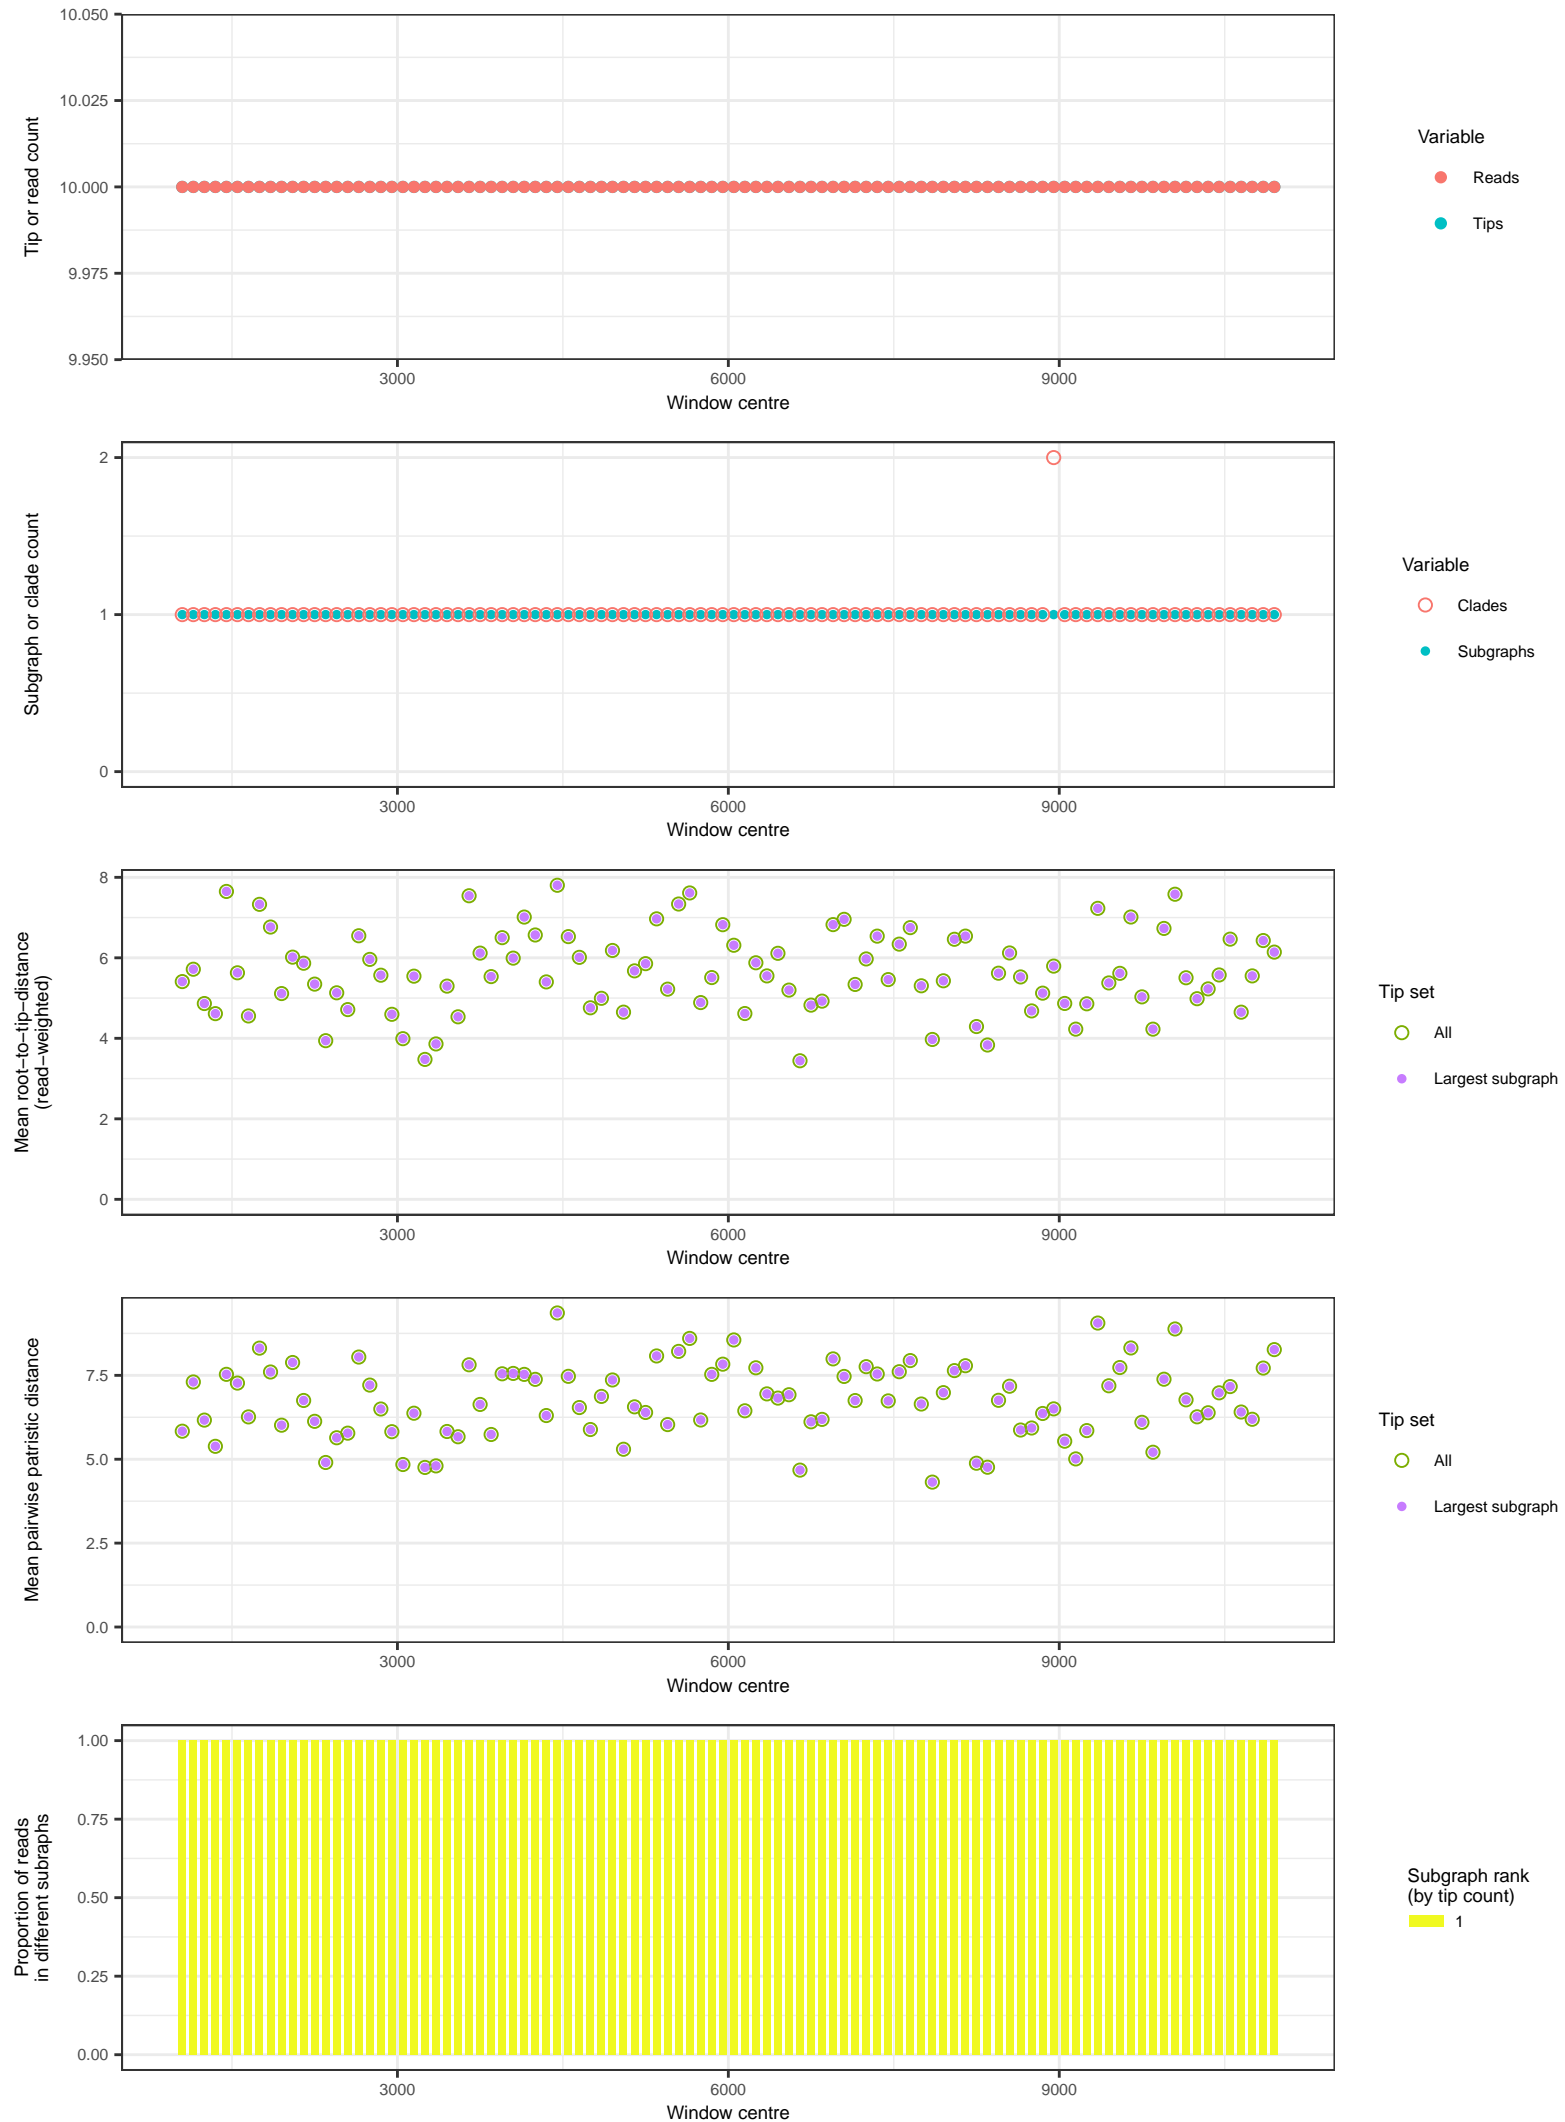 10.050
10.025
10.000
9.975
9.950
Tip or read count
3000
6000
9000
Window centre
Variable
Reads
Tips
2
1
0
Subgraph or clade count
3000
6000
9000
Window centre
Variable
Clades
Subgraphs
8
6
4
2
0
Mean root−to−tip−distance
(read−weighted)
3000
6000
9000
Window centre
Tip set
All
Largest subgraph
7.5
5.0
2.5
0.0
Mean pairwise patristic distance
3000
6000
9000
Window centre
Tip set
All
Largest subgraph
1.00
0.75
0.50
0.25
0.00
Proportion of reads
in different subraphs
3000
6000
9000
Window centre
Subgraph rank
(by tip count)
1